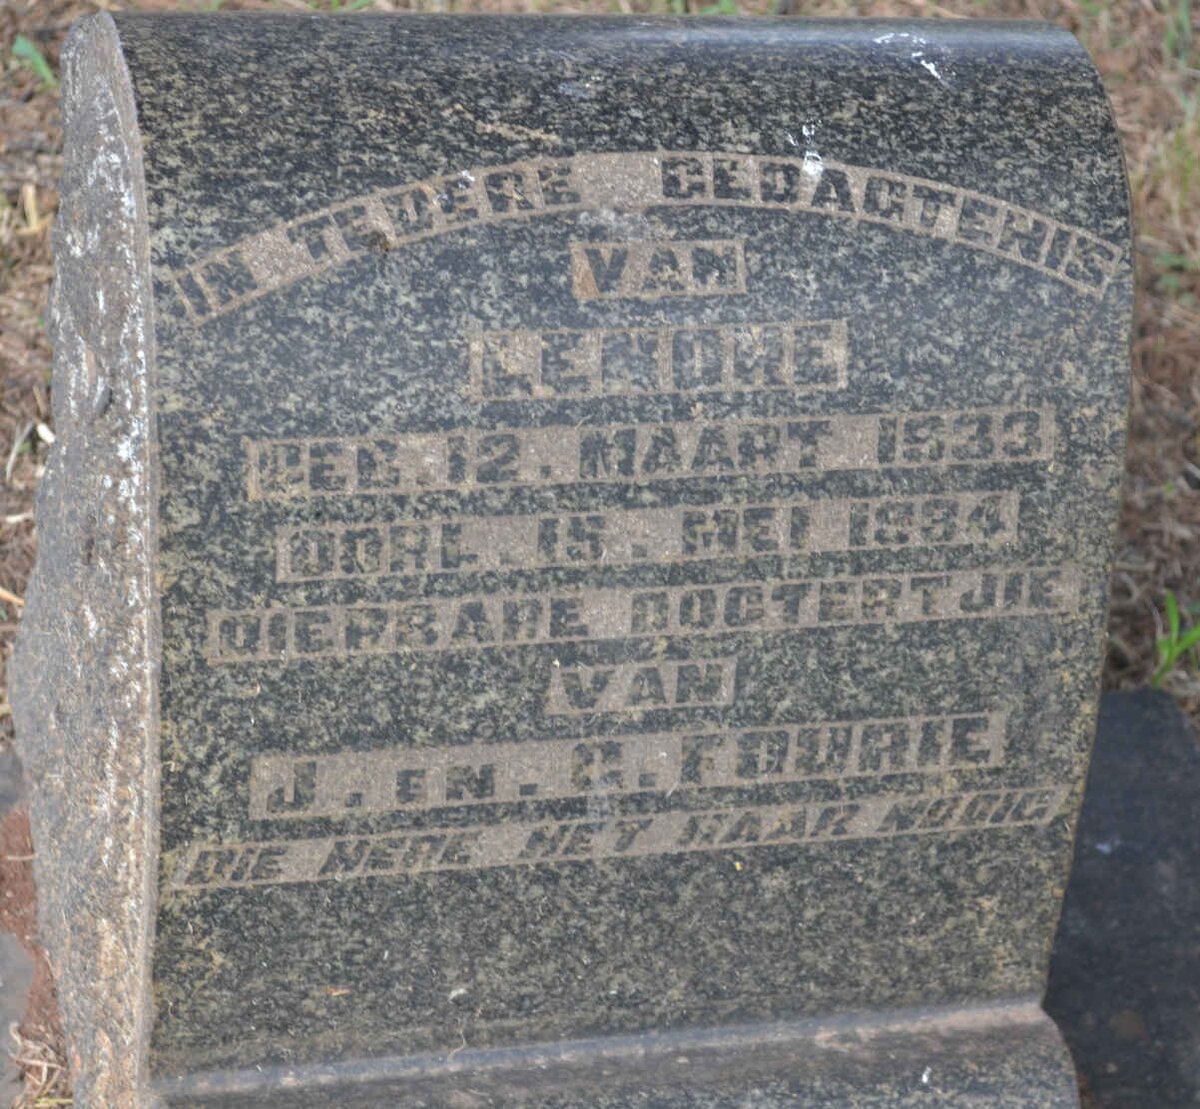 IN TEDERE GEDAGTENIS
VAN
LENORE
GEB. 12. MAART 1933
OORL. 15. MEI 1934
DIERBARE DOGTERTJIE
VAN
J. EN. C. FOURIE
DIE HERE HET HAAR NODIG